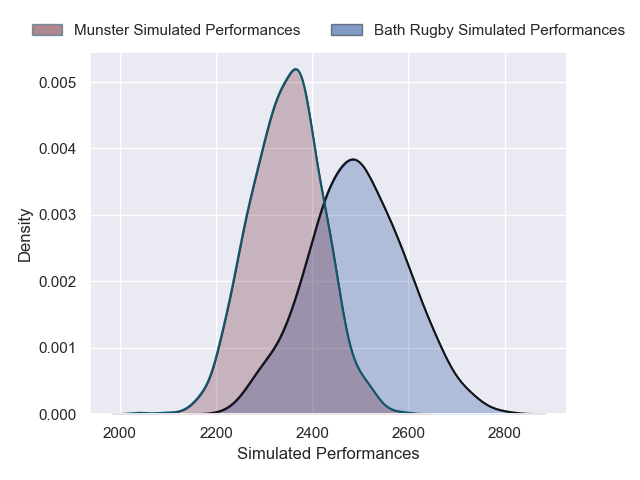 Munster Simulated Performances Bath Rugby Simulated Performances
0.005
0.004
0.003
0.002
0.001
0.000
Density
2000 2200 2400 2600 2800
Simulated Performances